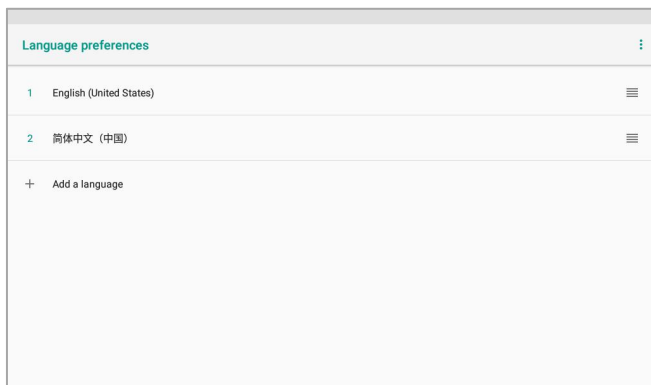 Language preferences
1 English (United States)
2 简体中文（中国）
+ Add a language